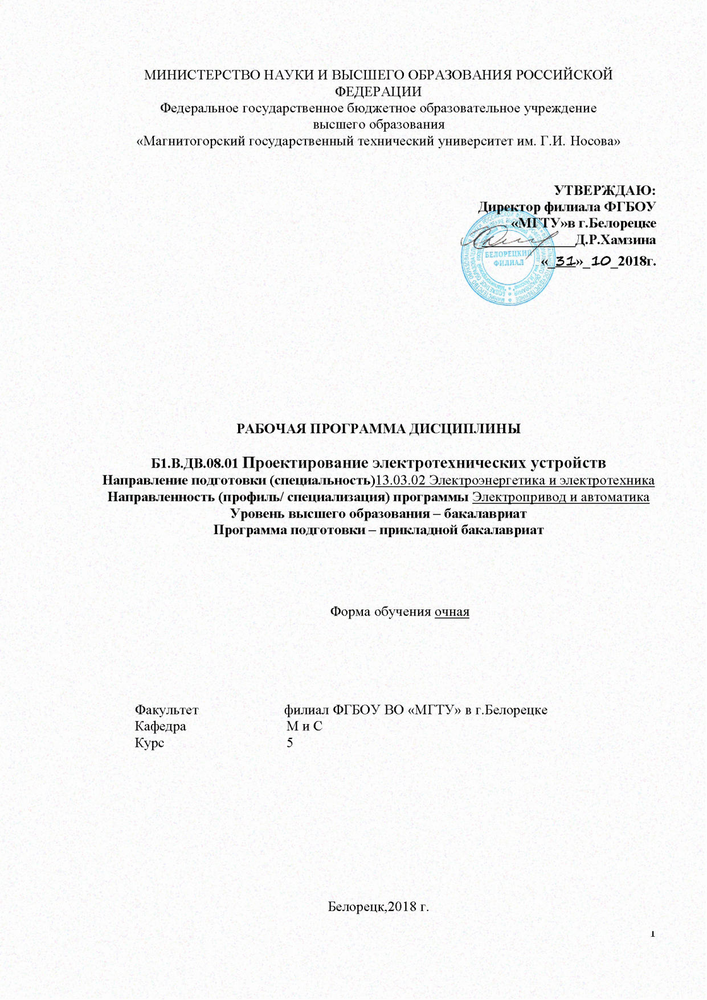 МИНИСТЕРСТВО НАУКИ И ВЫСШЕГО ОБРАЗОВАНИЯ РОССИЙСКОЙ
ФЕДЕРАЦИИ
Федеральное государственное бюджетное образовательное учреждение
высшего образования
«Магнитогорский государственный технический университет им. Г.И. Носова»
УТВЕРЖДАЮ:
Директор филиала ФГБОУ
«МГТУ»в г.Белорецке
Д.Р.Хамзина
БЕЛОРЕЦКИЙ
ФИЛИАЛ
«_31»_10_2018г.
РАБОЧАЯ ПРОГРАММА ДИСЦИПЛИНЫ
Б1.В.ДВ.08.01 Проектирование электротехнических устройств
Направление подготовки (специальность)13.03.02 Электроэнергетика и электротехника
Направленность (профиль/ специализация) программы Электропривод и автоматика
Уровень высшего образования – бакалавриат
Программа подготовки – прикладной бакалавриат
Форма обучения очная
Факультет филиал ФГБОУ ВО «МГТУ» в г.Белорецке
Кафедра М и С
Курс 5
Белорецк,2018 г.
1